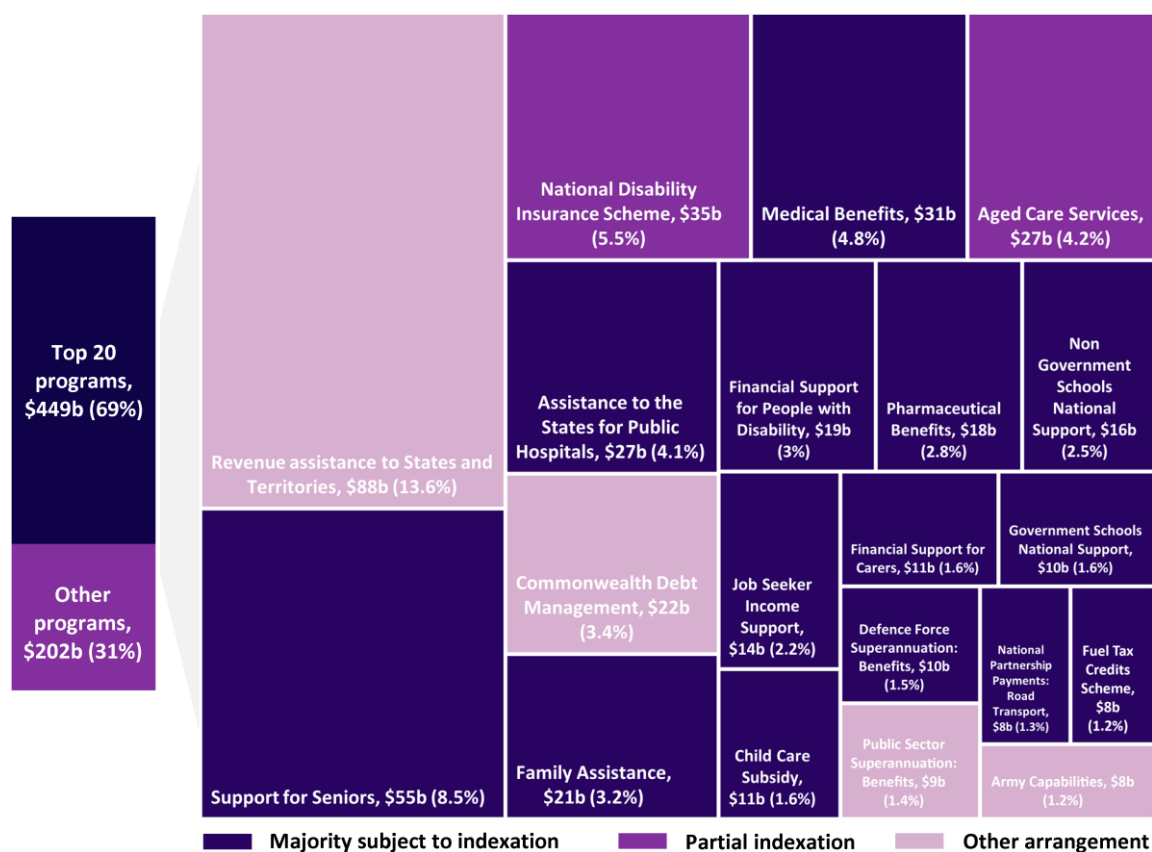 Top 20
programs,
$449b (69%)
Other
programs,
$202b (31%)
Revenue assistance to States and
Territories, $88b (13.6%)
Support for Seniors, $55b (8.5%)
National Disability
Insurance Scheme, $35b
(5.5%)
Medical Benefits, $31b
(4.8%)
Aged Care Services,
$27b (4.2%)
Assistance to the
States for Public
Hospitals, $27b (4.1%)
Financial Support
for People with
Disability, $19b
(3%)
Pharmaceutical
Benefits, $18b
(2.8%)
Non
Government
Schools
National
Support, $16b
(2.5%)
Commonwealth Debt
Management, $22b
(3.4%)
Family Assistance,
$21b (3.2%)
Job Seeker
Income
Support,
$14b (2.2%)
Child Care
Subsidy,
$11b (1.6%)
Financial Support for
Carers, $11b (1.6%)
Government Schools
National Support,
$10b (1.6%)
Defence Force
Superannuation:
Benefits, $10b
(1.5%)
National
Partnership
Payments:
Road
Transport,
$8b (1.3%)
Fuel Tax
Credits
Scheme,
$8b
(1.2%)
Public Sector
Superannuation:
Benefits, $9b
(1.4%)
Army Capabilities, $8b
(1.2%)
Majority subject to indexation
Partial indexation
Other arrangement